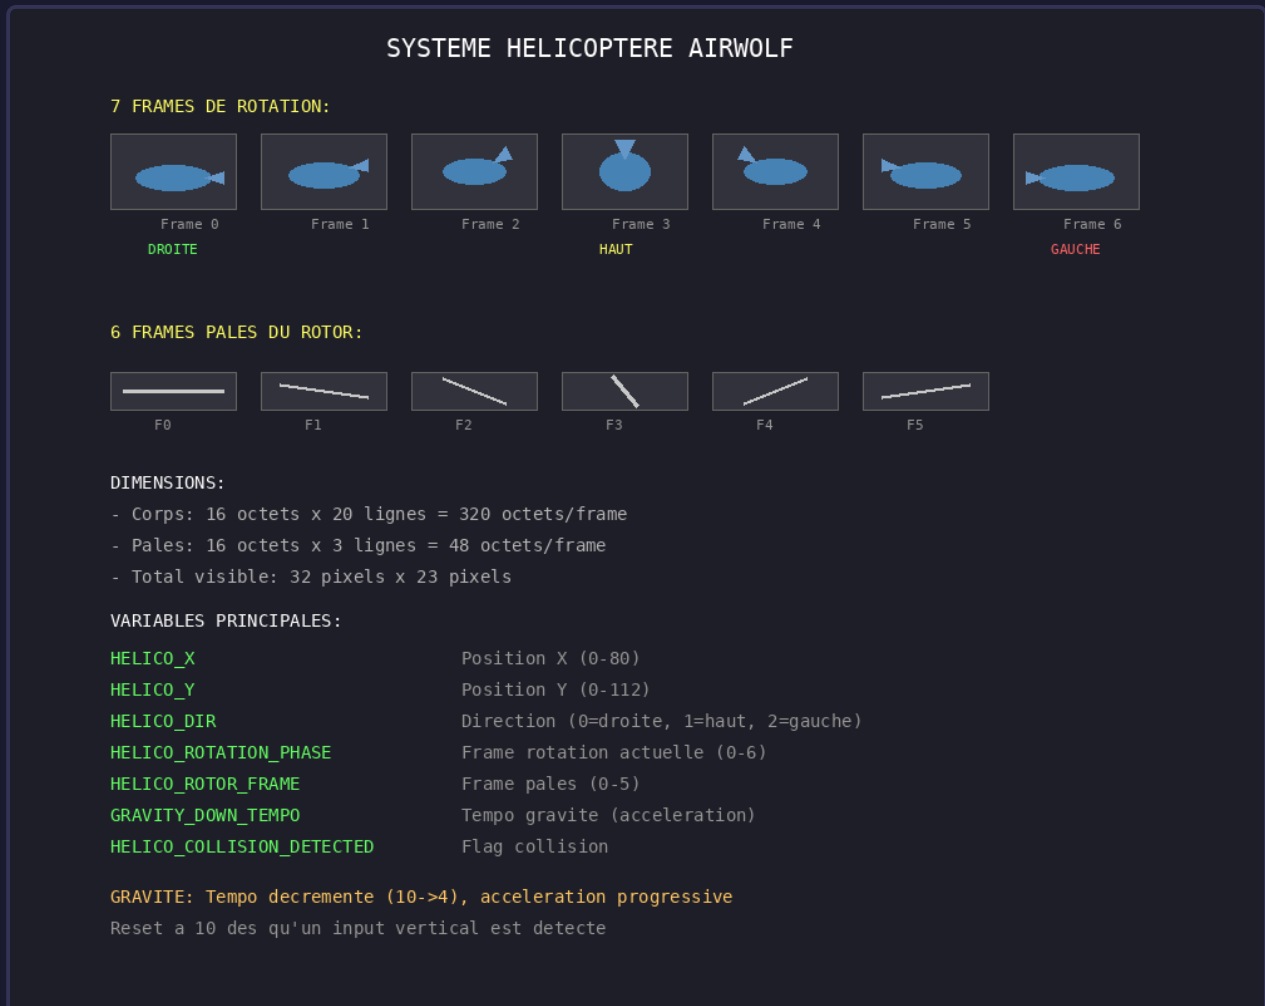 SYSTEME HELICOPTERE AIRWOLF
7 FRAMES DE ROTATION:
Frame 0 Frame 1 Frame 2 Frame 3 Frame 4 Frame 5 Frame 6
DROITE HAUT GAUCHE
6 FRAMES PALES DU ROTOR:
F0 F1 F2 F3 F4 F5
DIMENSIONS:
- Corps: 16 octets x 20 lignes = 320 octets/frame
- Pales: 16 octets x 3 lignes = 48 octets/frame
- Total visible: 32 pixels x 23 pixels
VARIABLES PRINCIPALES:
HELICO_X Position X (0-80)
HELICO_Y Position Y (0-112)
HELICO_DIR Direction (0=droite, 1=haut, 2=gauche)
HELICO_ROTATION_PHASE Frame rotation actuelle (0-6)
HELICO_ROTOR_FRAME Frame pales (0-5)
GRAVITY_DOWN_TEMPO Tempo gravite (acceleration)
HELICO_COLLISION_DETECTED Flag collision
GRAVITE: Tempo decremente (10->4), acceleration progressive
Reset a 10 des qu'un input vertical est detecte